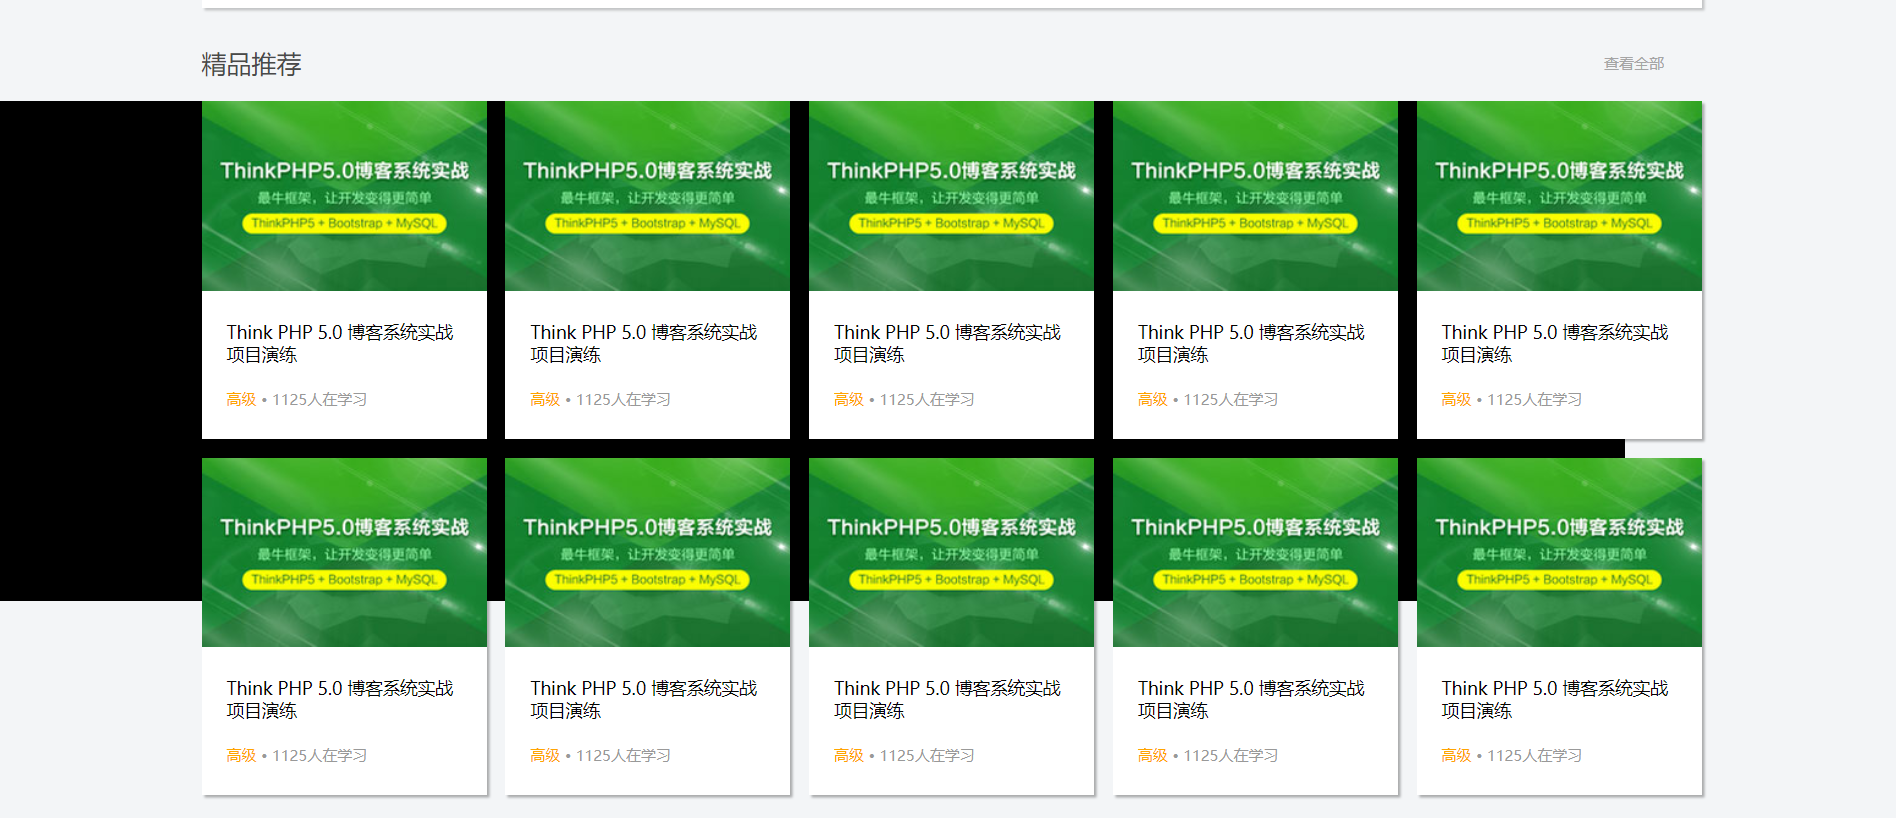 精品推荐
查看全部
ThinkPHP5.0博客系统实战
最牛框架，让开发变得更简单
ThinkPHP5 + Bootstrap + MySQL
Think PHP 5.0 博客系统实战
项目演练
高级 • 1125人在学习
ThinkPHP5.0博客系统实战
最牛框架，让开发变得更简单
ThinkPHP5 + Bootstrap + MySQL
Think PHP 5.0 博客系统实战
项目演练
高级 • 1125人在学习
ThinkPHP5.0博客系统实战
最牛框架，让开发变得更简单
ThinkPHP5 + Bootstrap + MySQL
Think PHP 5.0 博客系统实战
项目演练
高级 • 1125人在学习
ThinkPHP5.0博客系统实战
最牛框架，让开发变得更简单
ThinkPHP5 + Bootstrap + MySQL
Think PHP 5.0 博客系统实战
项目演练
高级 • 1125人在学习
ThinkPHP5.0博客系统实战
最牛框架，让开发变得更简单
ThinkPHP5 + Bootstrap + MySQL
Think PHP 5.0 博客系统实战
项目演练
高级 • 1125人在学习
ThinkPHP5.0博客系统实战
最牛框架，让开发变得更简单
ThinkPHP5 + Bootstrap + MySQL
Think PHP 5.0 博客系统实战
项目演练
高级 • 1125人在学习
ThinkPHP5.0博客系统实战
最牛框架，让开发变得更简单
ThinkPHP5 + Bootstrap + MySQL
Think PHP 5.0 博客系统实战
项目演练
高级 • 1125人在学习
ThinkPHP5.0博客系统实战
最牛框架，让开发变得更简单
ThinkPHP5 + Bootstrap + MySQL
Think PHP 5.0 博客系统实战
项目演练
高级 • 1125人在学习
ThinkPHP5.0博客系统实战
最牛框架，让开发变得更简单
ThinkPHP5 + Bootstrap + MySQL
Think PHP 5.0 博客系统实战
项目演练
高级 • 1125人在学习
ThinkPHP5.0博客系统实战
最牛框架，让开发变得更简单
ThinkPHP5 + Bootstrap + MySQL
Think PHP 5.0 博客系统实战
项目演练
高级 • 1125人在学习